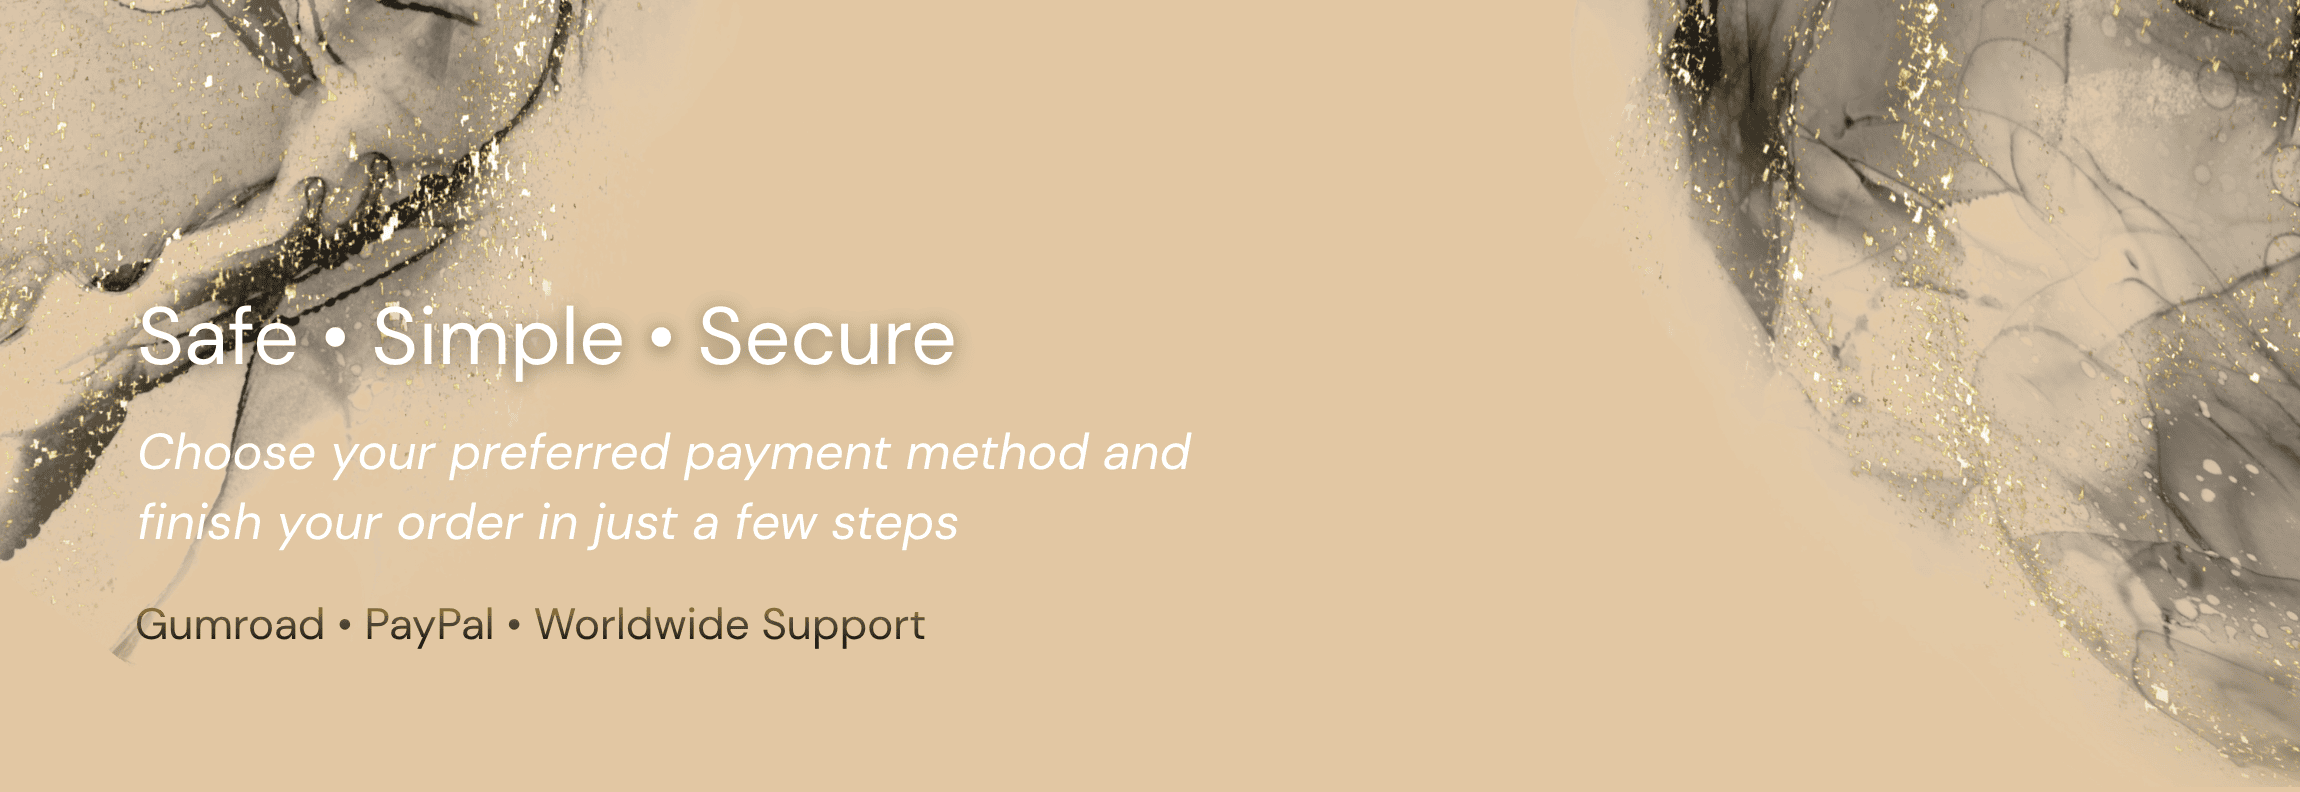 Safe • Simple • Secure
Choose your preferred payment method and
finish your order in just a few steps
Gumroad • PayPal • Worldwide Support